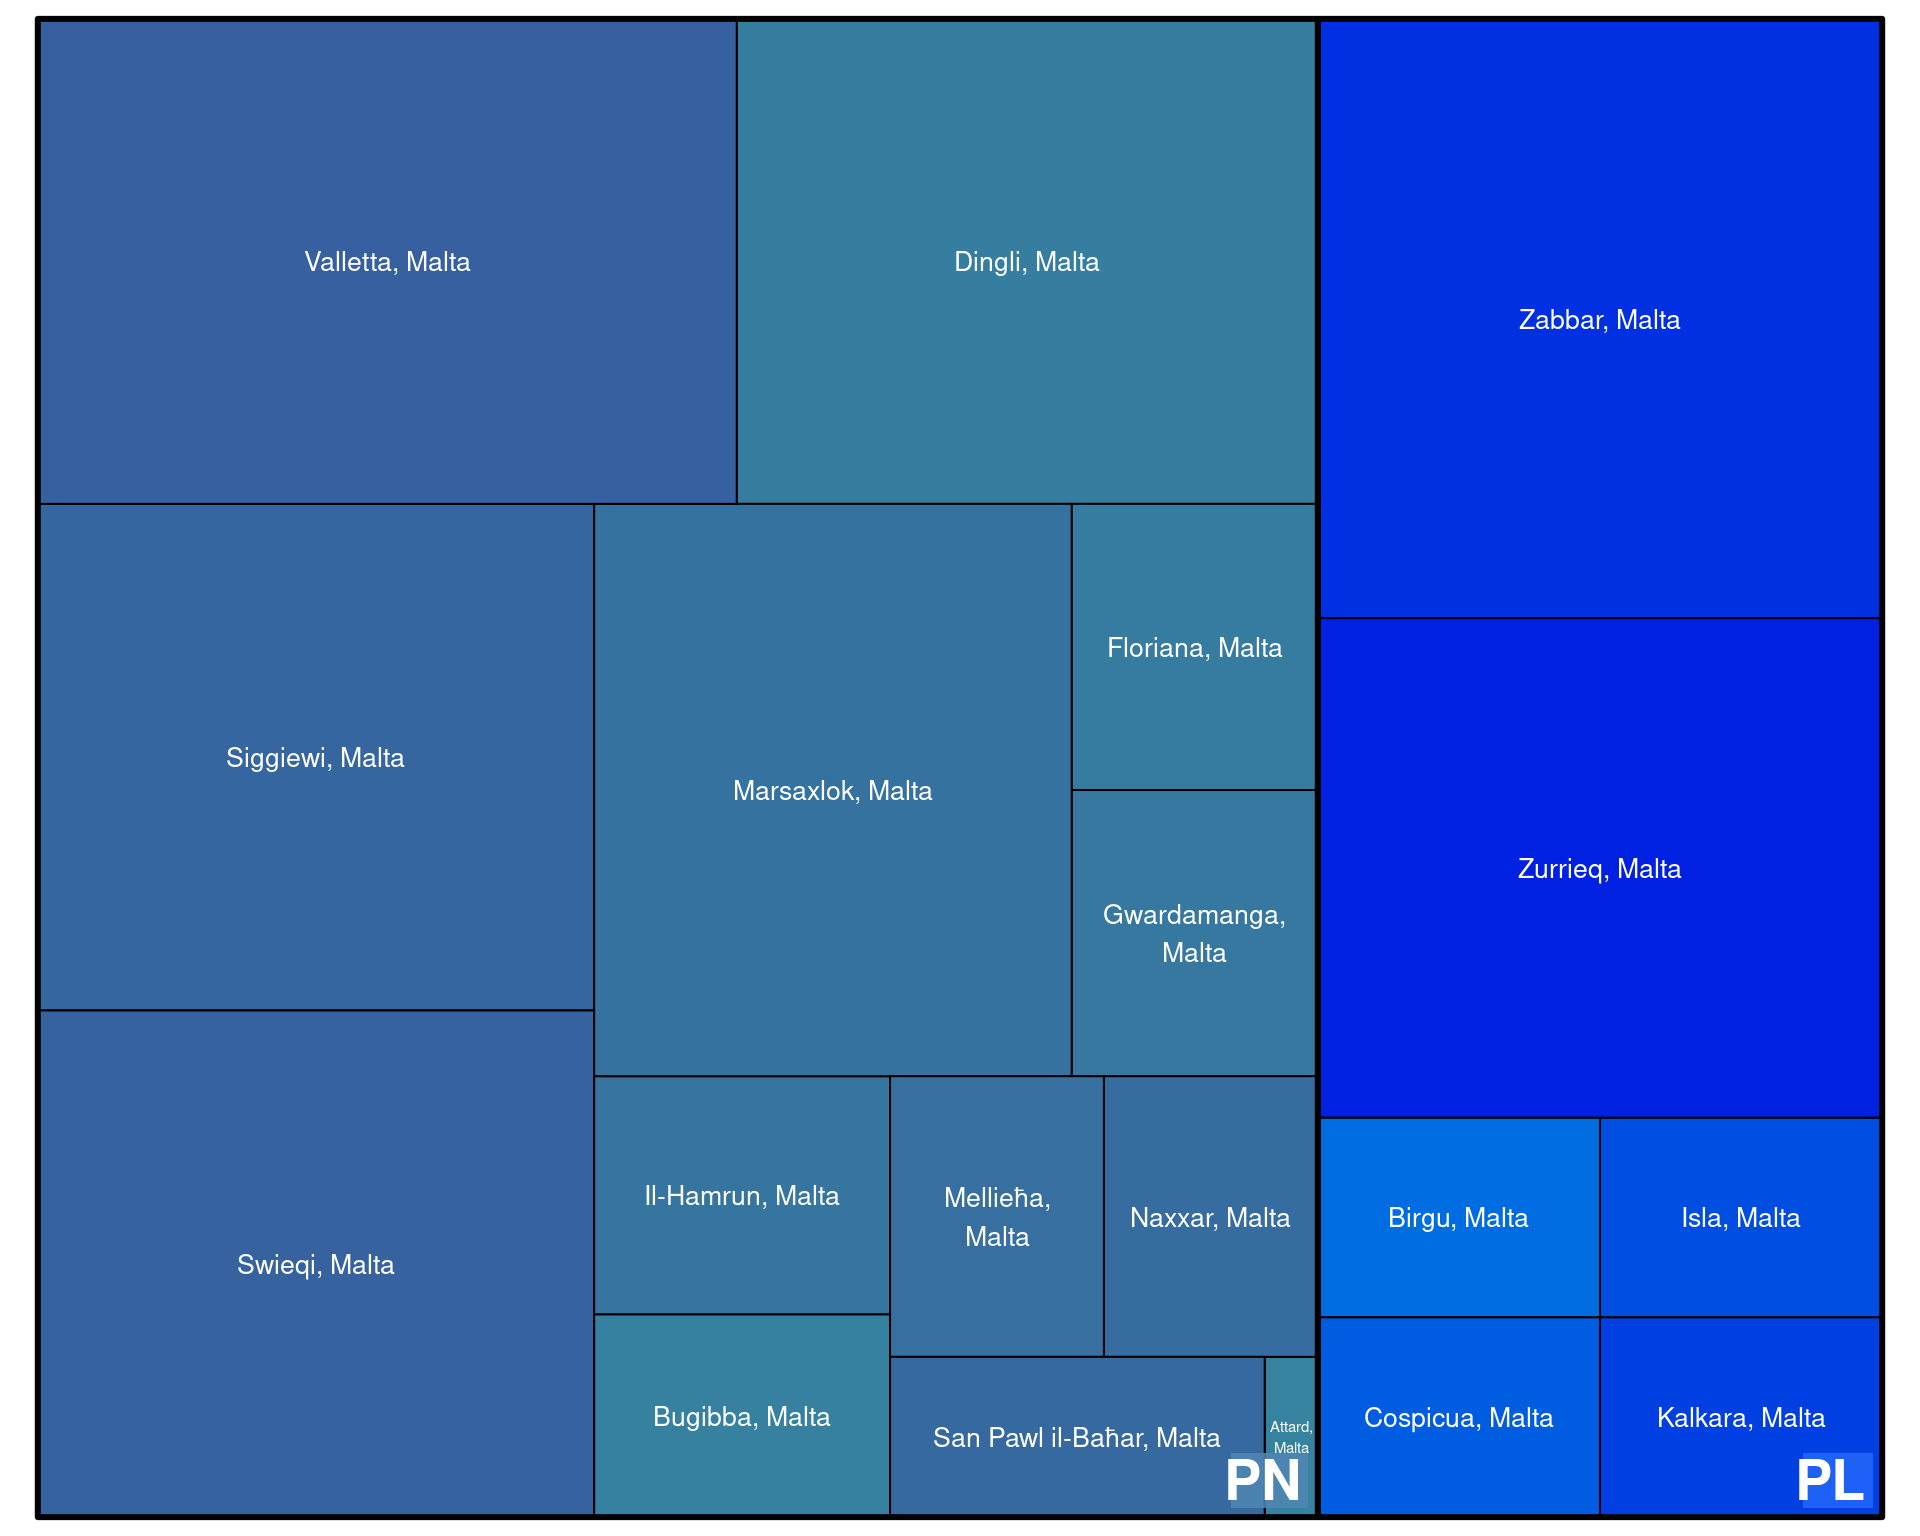 Valletta, Malta
Dingli, Malta
Zabbar, Malta
Siggiewi, Malta
Marsaxlok, Malta
Floriana, Malta
Gwardamanga,
Malta
Zurrieq, Malta
Swieqi, Malta
Il-Hamrun, Malta
Mellieħa,
Malta
Naxxar, Malta
Birgu, Malta
Isla, Malta
Bugibba, Malta
San Pawl il-Baħar, Malta
Attard,
Malta
Cospicua, Malta
Kalkara, Malta
PN
PL